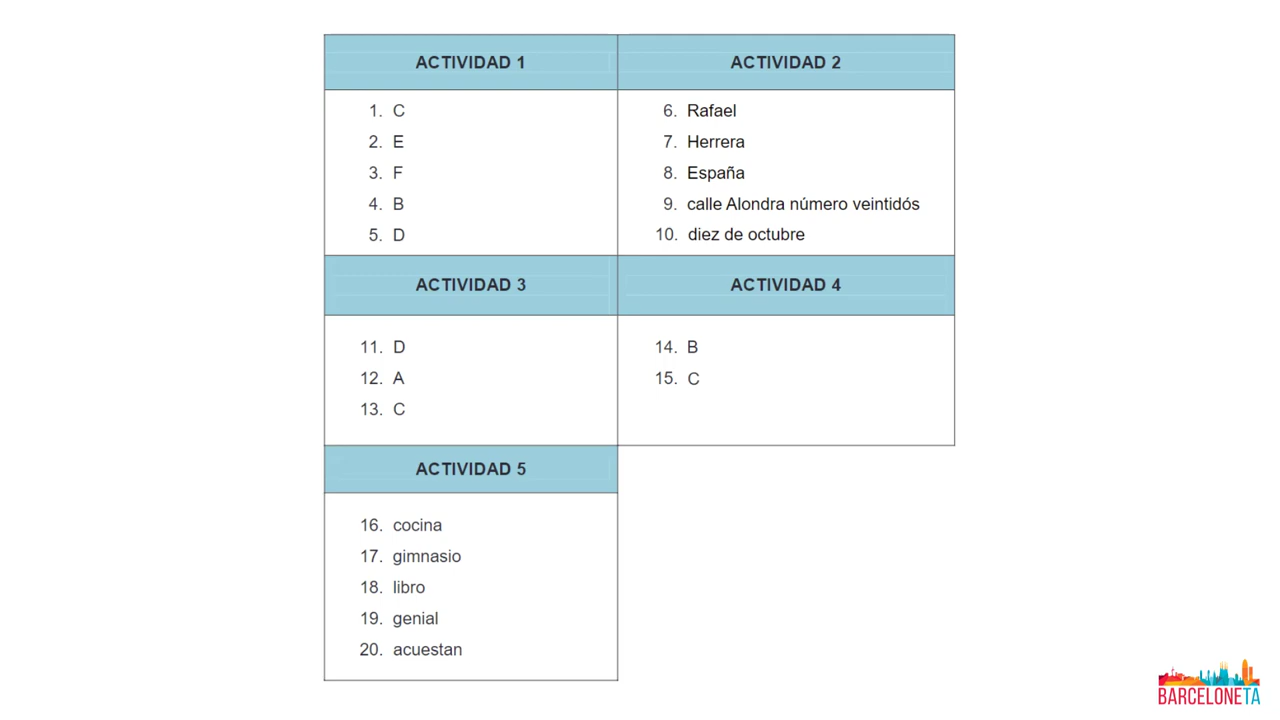 ACTIVIDAD 1
1. C
2. E
3. F
4. B
5. D
ACTIVIDAD 2
6. Rafael
7. Herrera
8. España
9. calle Alondra número veintidós
10. diez de octubre
ACTIVIDAD 3
11. D
12. A
13. C
ACTIVIDAD 4
14. B
15. C
ACTIVIDAD 5
16. cocina
17. gimnasio
18. libro
19. genial
20. acuestan
BARCELONETA